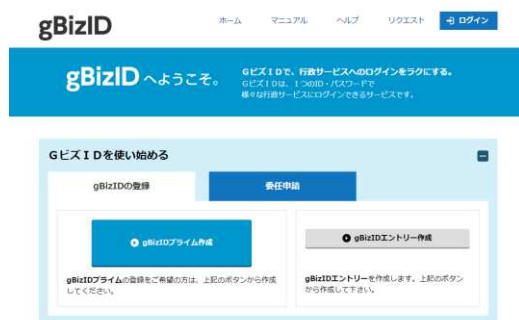 gBizID
ホーム マニュアル ヘルプ リクエスト ログイン
gBizID へようこそ。
GビズIDで、行政サービスへのログインをラクにする。
GビズIDは、1つのID・パスワードで
様々な行政サービスにログインできるサービスです。
GビズIDを使い始める
gBizIDの登録 委任申請
gBizIDプライム作成
gBizIDエントリー作成
gBizIDプライムの登録をご希望の方は、上記のボタンから作成
してください。
gBizIDエントリーを作成します。上記のボタン
から作成して下さい。